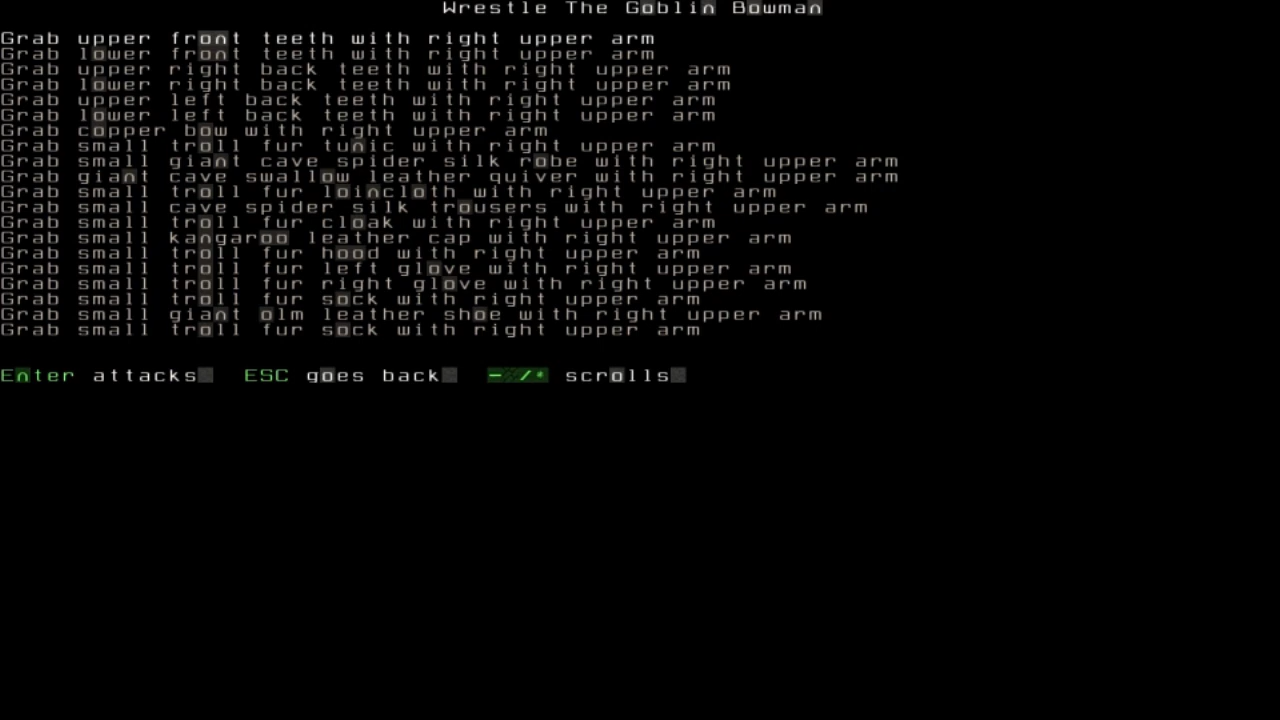 Wrestle The Goblin Bowman
Grab upper front teeth with right upper arm
Grab lower front teeth with right upper arm
Grab upper right back teeth with right upper arm
Grab lower right back teeth with right upper arm
Grab upper left back teeth with right upper arm
Grab lower left back teeth with right upper arm
Grab copper bow with right upper arm
Grab small troll fur tunic with right upper arm
Grab small giant cave spider silk robe with right upper arm
Grab giant cave swallow leather quiver with right upper arm
Grab small troll fur loincloth with right upper arm
Grab small cave spider silk trousers with right upper arm
Grab small troll fur cloak with right upper arm
Grab small kangaroo leather cap with right upper arm
Grab small troll fur hood with right upper arm
Grab small troll fur left glove with right upper arm
Grab small troll fur right glove with right upper arm
Grab small troll fur sock with right upper arm
Grab small giant olm leather shoe with right upper arm
Grab small troll fur sock with right upper arm
Enter attacks ESC goes back -/* scrolls